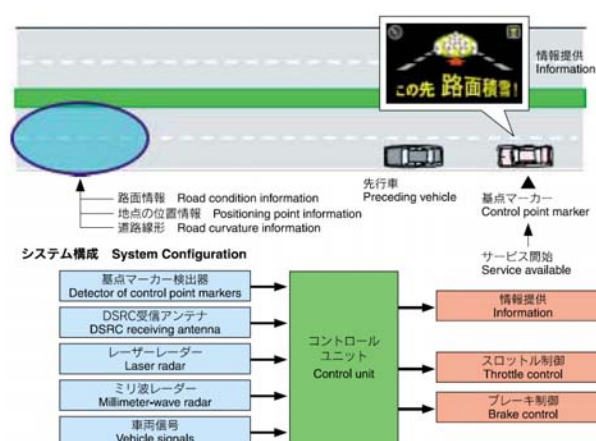 この先 路面積雪!
情報提供
Information
先行車
Preceding vehicle
基点マーカー
Control point marker
路面情報 Road condition information
地点の位置情報 Positioning point information
道路線形 Road curvature information
サービス開始
Service available
システム構成 System Configuration
基点マーカー検出器
Detector of control point markers
DSRC受信アンテナ
DSRC receiving antenna
レーザーレーダー
Laser radar
ミリ波レーダー
Millimeter-wave radar
車両信号
Vehicle signals
コントロール
ユニット
Control unit
情報提供
Information
スロットル制御
Throttle control
ブレーキ制御
Brake control